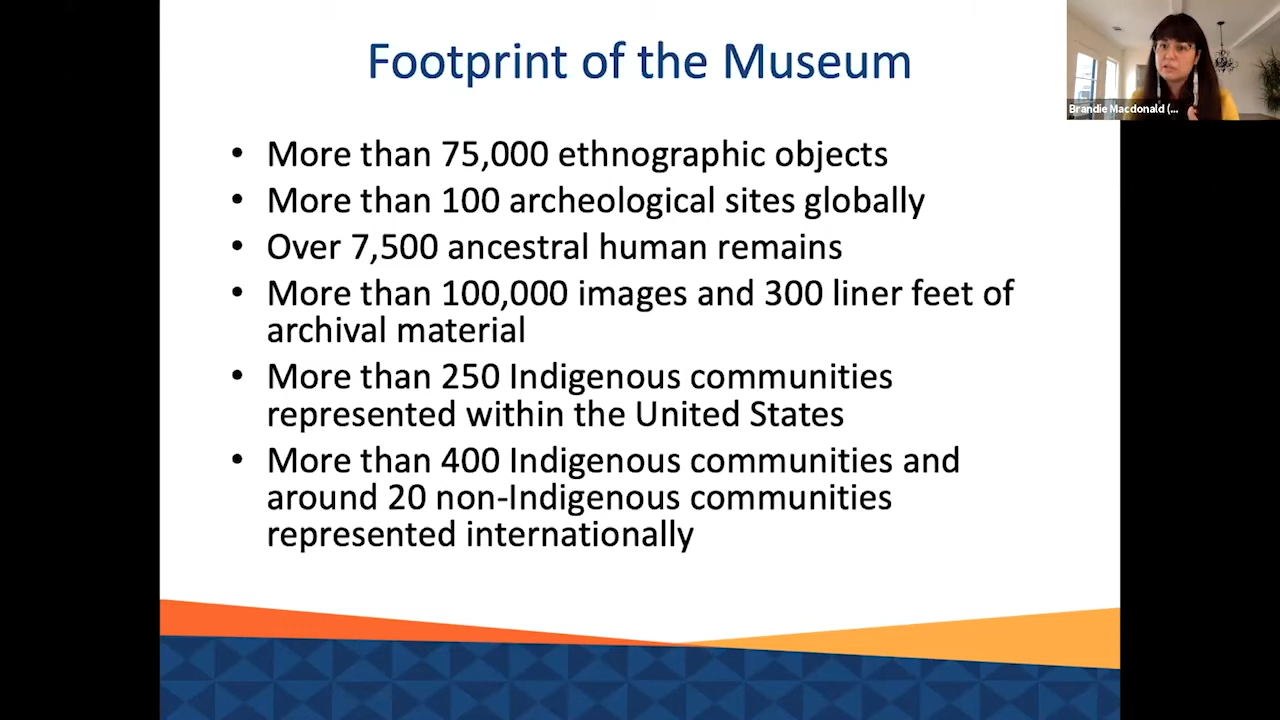 Footprint of the Museum
Brandie Macdonald (...
• More than 75,000 ethnographic objects
• More than 100 archeological sites globally
• Over 7,500 ancestral human remains
• More than 100,000 images and 300 liner feet of
archival material
• More than 250 Indigenous communities
represented within the United States
• More than 400 Indigenous communities and
around 20 non-Indigenous communities
represented internationally